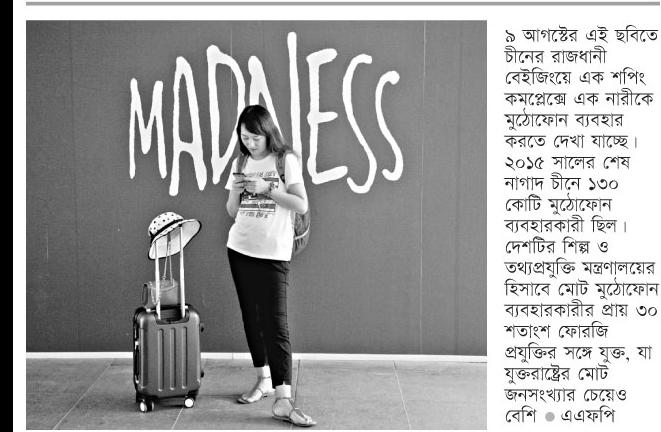 MADNESS
৯ আগস্টের এই ছবিতে
চীনের রাজধানী
বেইজিংয়ে এক শপিং
কমপ্লেক্সে এক নারীকে
মুঠোফোন ব্যবহার
করতে দেখা যাচ্ছে।
২০১৫ সালের শেষ
নাগাদ চীনে ১৩০
কোটি মুঠোফোন
ব্যবহারকারী ছিল।
দেশটির শিল্প ও
তথ্যপ্রযুক্তি মন্ত্রণালয়ের
হিসাবে মোট মুঠোফোন
ব্যবহারকারীর প্রায় ৩০
শতাংশ ফোরজি
প্রযুক্তির সঙ্গে যুক্ত, যা
যুক্তরাষ্ট্রের মোট
জনসংখ্যার চেয়েও
বেশি ● এএফপি